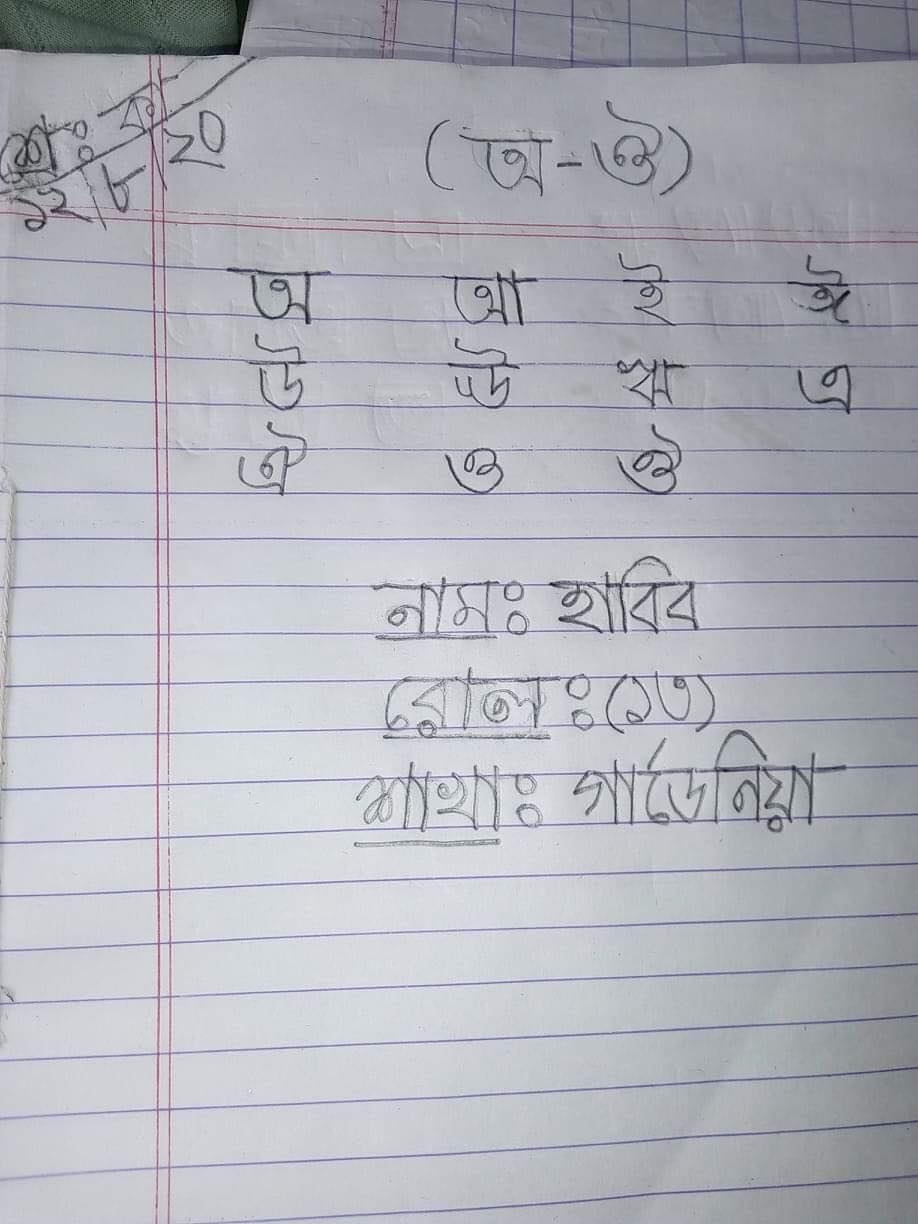 শ্রে: ক
১২/৮/২০
(অ-ঔ)
অ আ ই ঈ
উ ঊ ঋ এ
ঐ ও ঔ
নামঃ হাবিব
রোলঃ (১৩)
শাখাঃ গার্ডেনিয়া